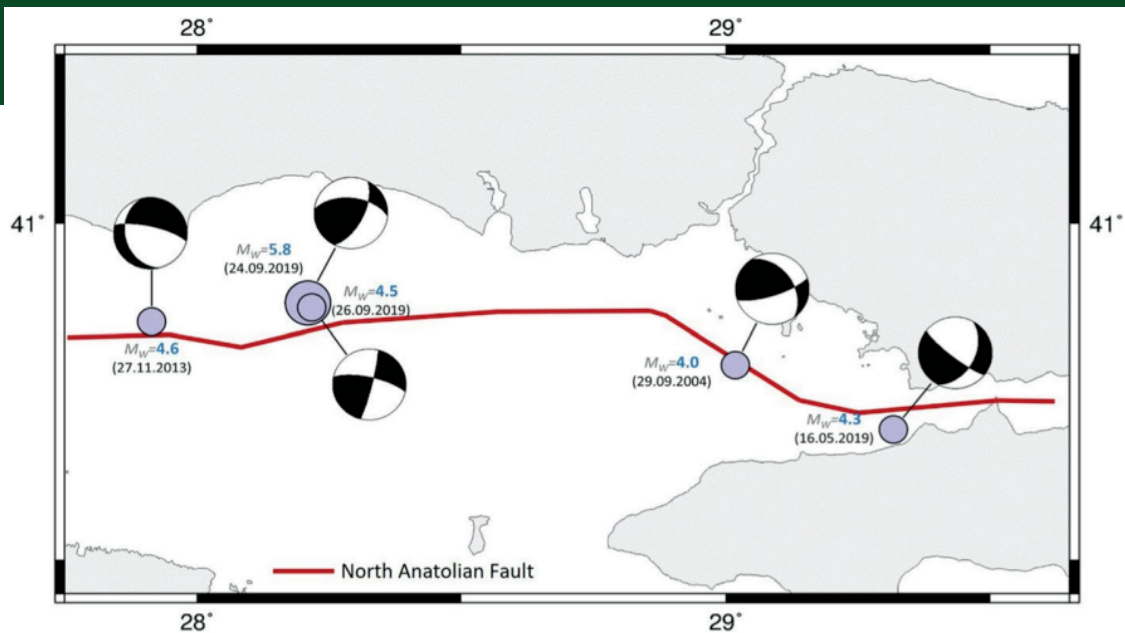 28° 29°
41° 41°
Mw=5.8
(24.09.2019)
Mw=4.5
(26.09.2019)
Mw=4.6
(27.11.2013)
Mw=4.0
(29.09.2004)
Mw=4.3
(16.05.2019)
North Anatolian Fault
28° 29°